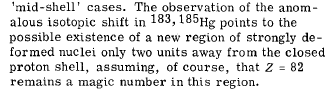 'mid-shell' cases. The observation of the anom-
alous isotopic shift in 183,185Hg points to the
possible existence of a new region of strongly de-
formed nuclei only two units away from the closed
proton shell, assuming, of course, that Z = 82
remains a magic number in this region.